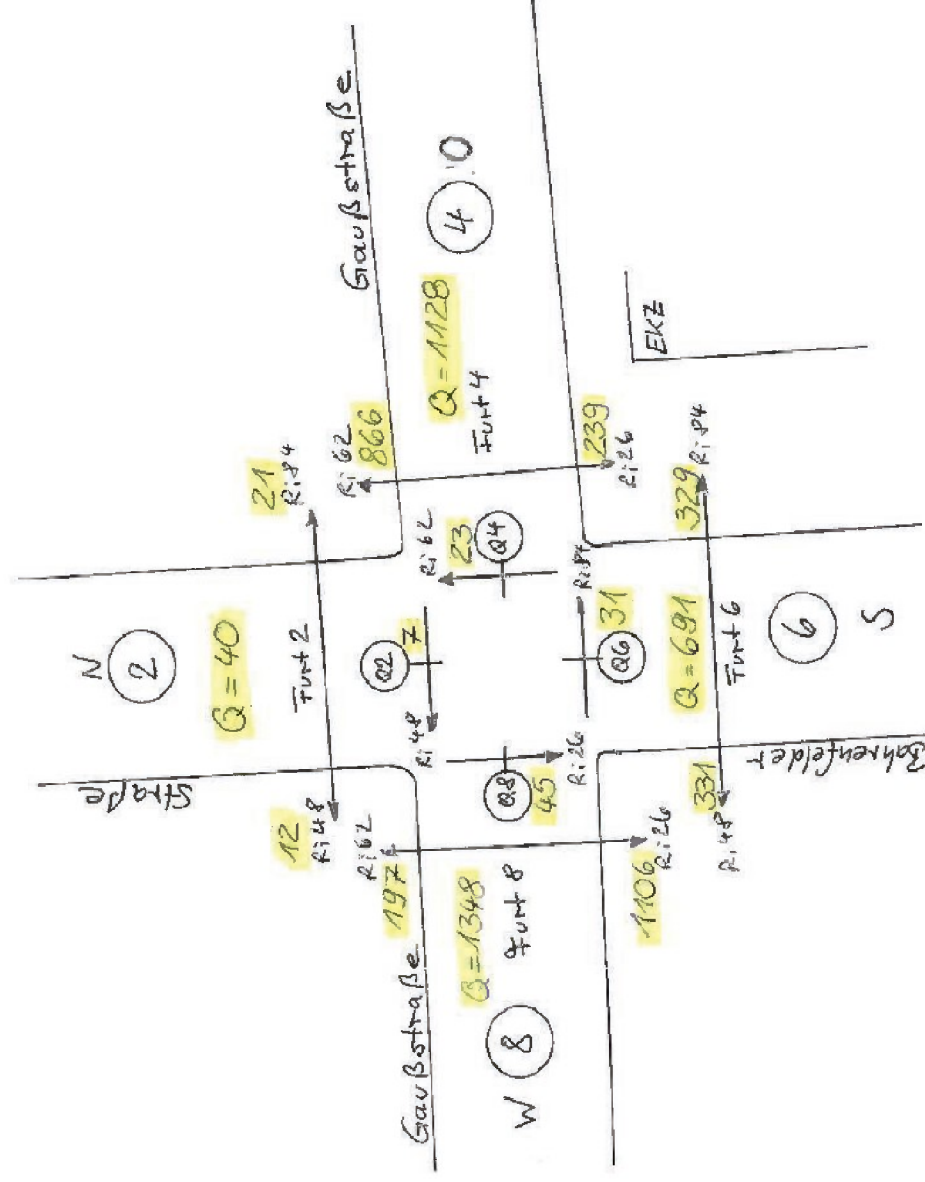 Gaußstraße
N
2
Q=40
Straße
Furt 2
21
Ri 84
12
Ri 48
Ri 62
866
Ri 62
197
Q=1128
Furt 4
4
O
Q2
7
Ri 48
Ri 62
23
Q4
Gaußstraße
Q=1348
Furt 8
W
8
Q8
45
Ri 26
Ri 84
31
Q6
239
Ri 26
EKZ
1106
Ri 26
331
Ri 48
329
Ri 84
Q=691
Furt 6
6
S
Bahrenfelder